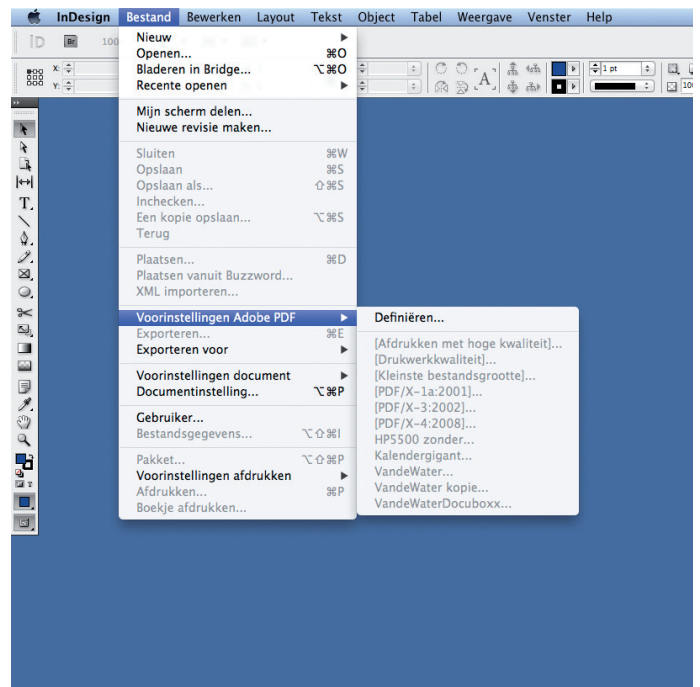 InDesign Bestand Bewerken Layout Tekst Object Tabel Weergave Venster Help
Br 100
X:
Y:
1 pt
100
Nieuw
Openen... ⌘O
Bladeren in Bridge... ⌥⌘O
Recente openen
Mijn scherm delen...
Nieuwe revisie maken...
Sluiten ⌘W
Opslaan ⌘S
Opslaan als... ⇧⌘S
Inchecken...
Een kopie opslaan... ⌥⌘S
Terug
Plaatsen... ⌘D
Plaatsen vanuit Buzzword...
XML importeren...
Voorinstellingen Adobe PDF
Exporteren... ⌘E
Exporteren voor
Voorinstellingen document
Documentinstelling... ⌥⌘P
Gebruiker...
Bestandsgegevens... ⌥⇧⌘I
Pakket... ⌥⇧⌘P
Voorinstellingen afdrukken
Afdrukken... ⌘P
Boekje afdrukken...
Definiëren...
[Afdrukken met hoge kwaliteit]...
[Drukwerkkwaliteit]...
[Kleinste bestandsgrootte]...
[PDF/X-1a:2001]...
[PDF/X-3:2002]...
[PDF/X-4:2008]...
HP5500 zonder...
Kalendergigant...
VandeWater...
VandeWater kopie...
VandeWaterDocuboxx...